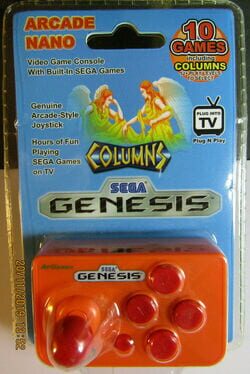 ARCADE
NANO
Video Game Console
With Built-In SEGA Games
10
GAMES
including
COLUMNS
Genuine
Arcade-Style
Joystick
PLUG INTO
TV
Plug N Play
Hours of Fun
Playing
SEGA Games
on TV
COLUMNS
SEGA
GENESIS
SEGA
GENESIS